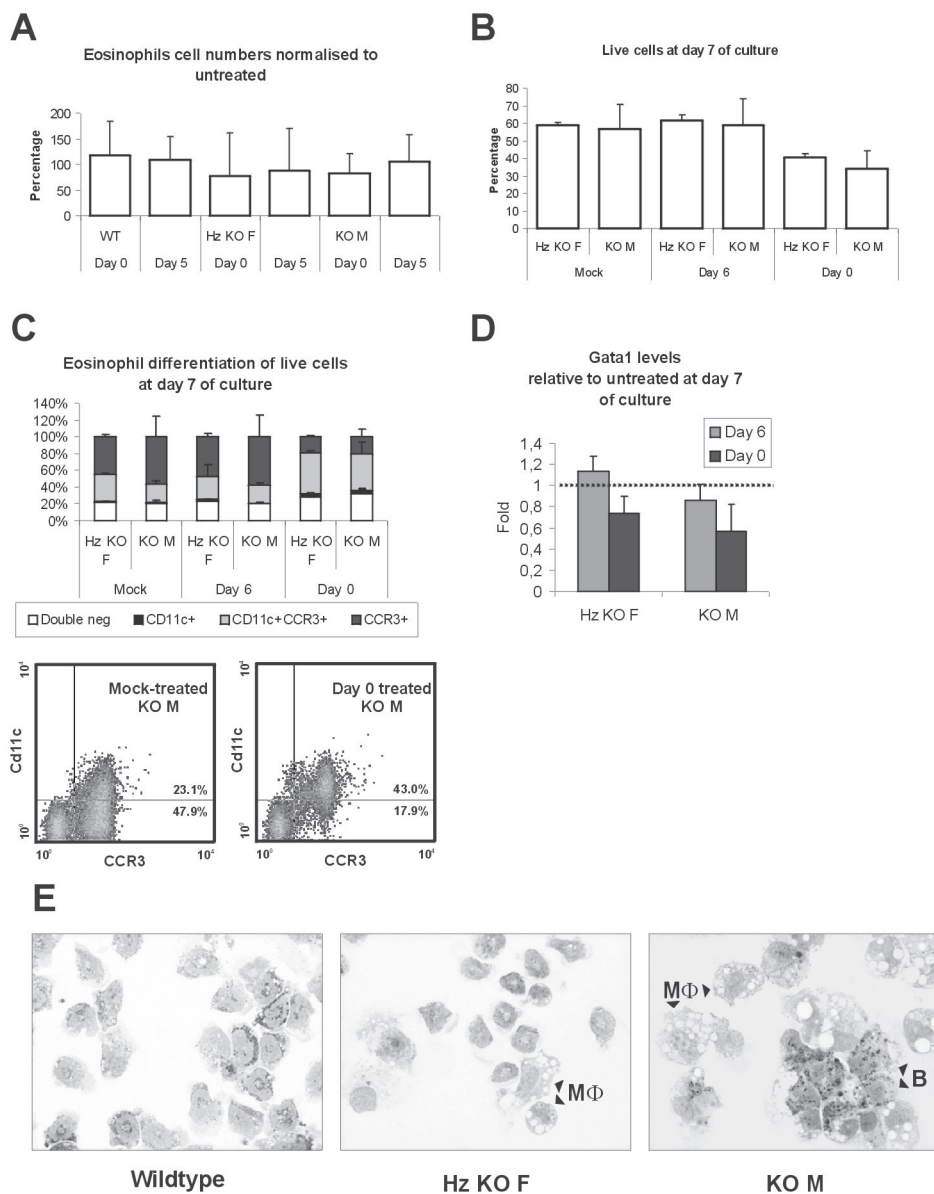 A
Eosinophils cell numbers normalised to
untreated
Percentage
200
150
100
50
0
WT Hz KO F KO M
Day 0 Day 5 Day 0 Day 5 Day 0 Day 5
B
Live cells at day 7 of culture
Percentage
80
70
60
50
40
30
20
10
0
Hz KO F KO M Hz KO F KO M Hz KO F KO M
Mock Day 6 Day 0
C
Eosinophil differentiation of live cells
at day 7 of culture
140%
120%
100%
80%
60%
40%
20%
0%
Hz KO F KO M Hz KO F KO M Hz KO F KO M
Mock Day 6 Day 0
Double neg CD11c+ CD11c+CCR3+ CCR3+
Mock-treated
KO M
23.1%
47.9%
Cd11c
10⁴
10⁰
10⁰ 10⁴
CCR3
Day 0 treated
KO M
43.0%
17.9%
Cd11c
10⁴
10⁰
10⁰ 10⁴
CCR3
D
Gata1 levels
relative to untreated at day 7
of culture
Day 6
Day 0
Fold
1,4
1,2
1
0,8
0,6
0,4
0,2
0
Hz KO F KO M
E
MΦ
MΦ
B
Wildtype Hz KO F KO M